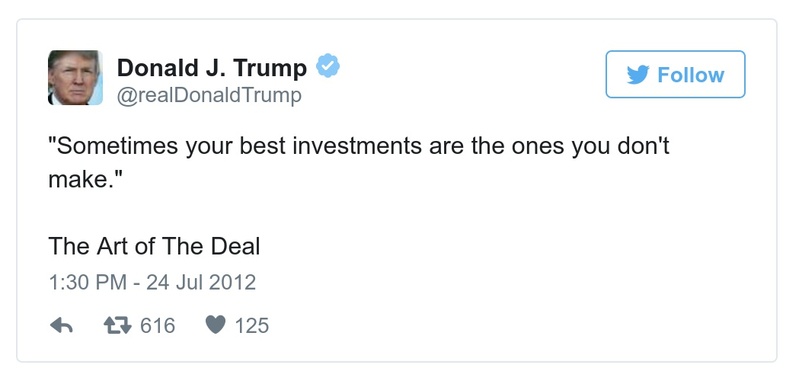 Donald J. Trump
@realDonaldTrump
Follow
"Sometimes your best investments are the ones you don't
make."
The Art of The Deal
1:30 PM - 24 Jul 2012
616 125